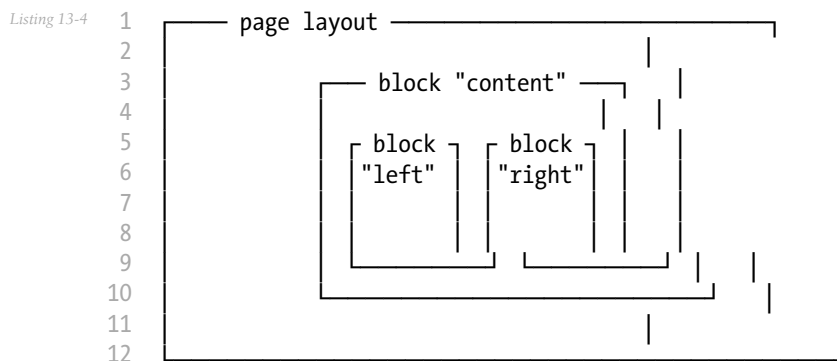 Listing 13-4
1 page layout
2
3 block "content"
4
5 block block
6 "left" "right"
7
8
9
10
11
12